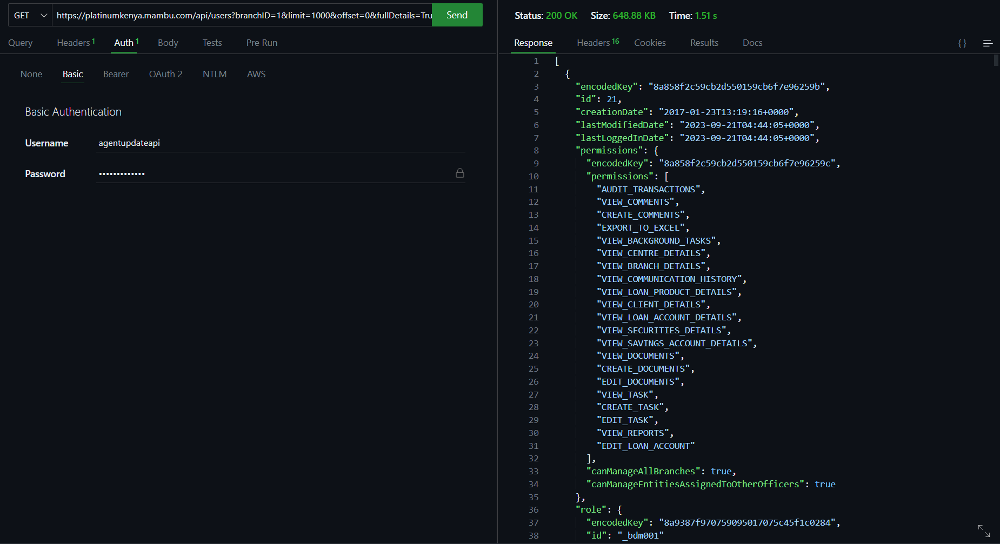 GET https://platinumkenya.mambu.com/api/users?branchID=1&limit=1000&offset=0&fullDetails=Tru Send
Query Headers 1 Auth 1 Body Tests Pre Run
None Basic Bearer OAuth 2 NTLM AWS
Basic Authentication
Username agentupdateapi
Password •••••••••••••
Status: 200 OK Size: 648.88 KB Time: 1.51 s
Response Headers 16 Cookies Results Docs { }
1 [
2 {
3 "encodedKey": "8a858f2c59cb2d550159cb6f7e96259b",
4 "id": 21,
5 "creationDate": "2017-01-23T13:19:16+0000",
6 "lastModifiedDate": "2023-09-21T04:44:05+0000",
7 "lastLoggedInDate": "2023-09-21T04:44:05+0000",
8 "permissions": {
9 "encodedKey": "8a858f2c59cb2d550159cb6f7e96259c",
10 "permissions": [
11 "AUDIT_TRANSACTIONS",
12 "VIEW_COMMENTS",
13 "CREATE_COMMENTS",
14 "EXPORT_TO_EXCEL",
15 "VIEW_BACKGROUND_TASKS",
16 "VIEW_CENTRE_DETAILS",
17 "VIEW_BRANCH_DETAILS",
18 "VIEW_COMMUNICATION_HISTORY",
19 "VIEW_LOAN_PRODUCT_DETAILS",
20 "VIEW_CLIENT_DETAILS",
21 "VIEW_LOAN_ACCOUNT_DETAILS",
22 "VIEW_SECURITIES_DETAILS",
23 "VIEW_SAVINGS_ACCOUNT_DETAILS",
24 "VIEW_DOCUMENTS",
25 "CREATE_DOCUMENTS",
26 "EDIT_DOCUMENTS",
27 "VIEW_TASK",
28 "CREATE_TASK",
29 "EDIT_TASK",
30 "VIEW_REPORTS",
31 "EDIT_LOAN_ACCOUNT"
32 ],
33 "canManageAllBranches": true,
34 "canManageEntitiesAssignedToOtherOfficers": true
35 },
36 "role": {
37 "encodedKey": "8a9387f970759095017075c45f1c0284",
38 "id": "_bdm001"